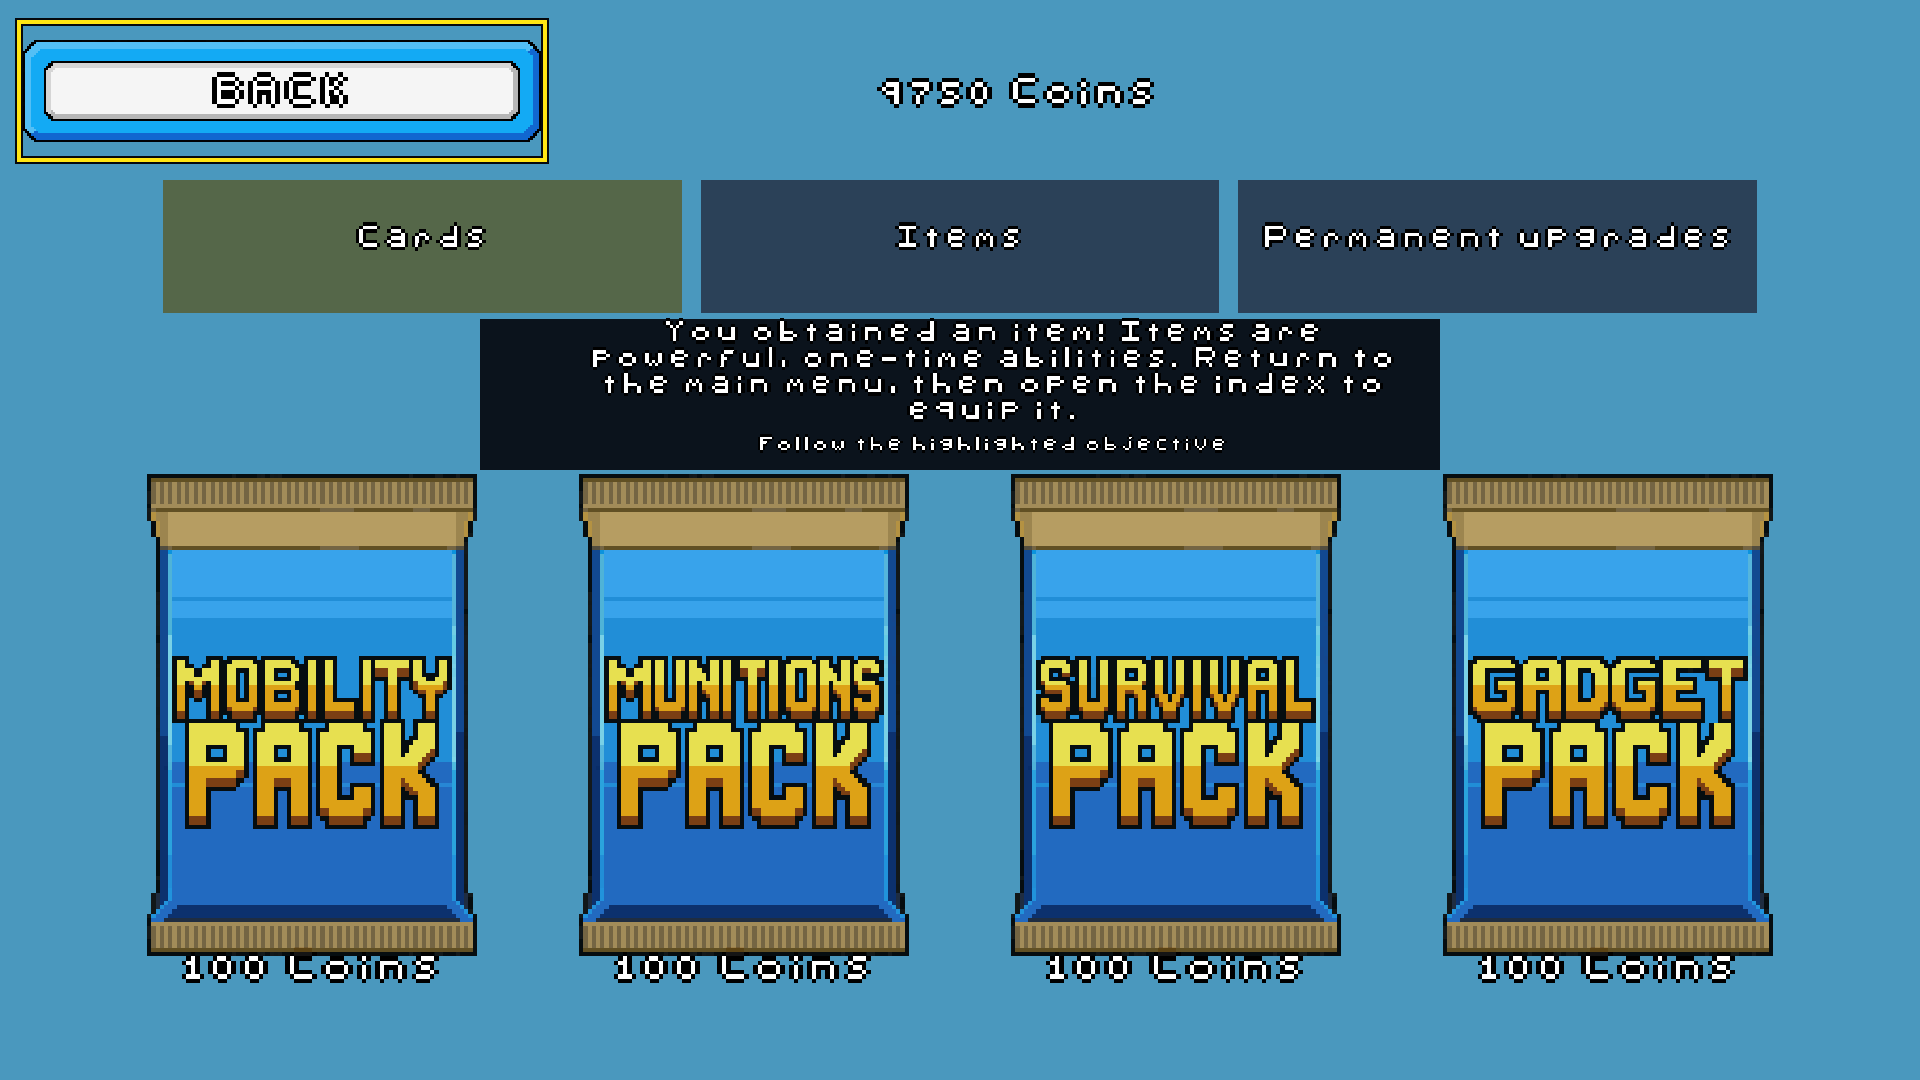 BACK
9750 Coins
Cards
Items
Permanent upgrades
You obtained an item! Items are
powerful, one-time abilities. Return to
the main menu, then open the index to
equip it.
Follow the highlighted objective
MOBILITY
PACK
MUNITIONS
PACK
SURVIVAL
PACK
GADGET
PACK
100 Coins
100 Coins
100 Coins
100 Coins